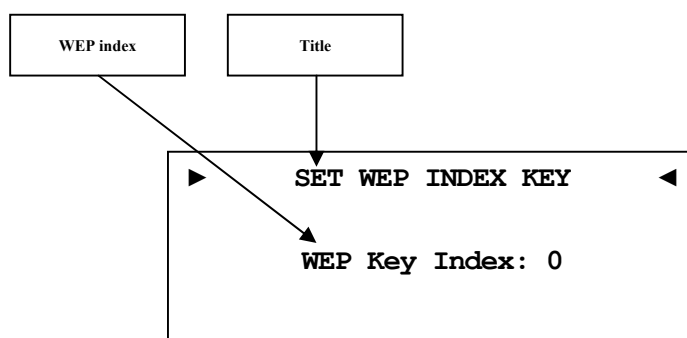 WEP index
Title
► SET WEP INDEX KEY ◄
WEP Key Index: 0